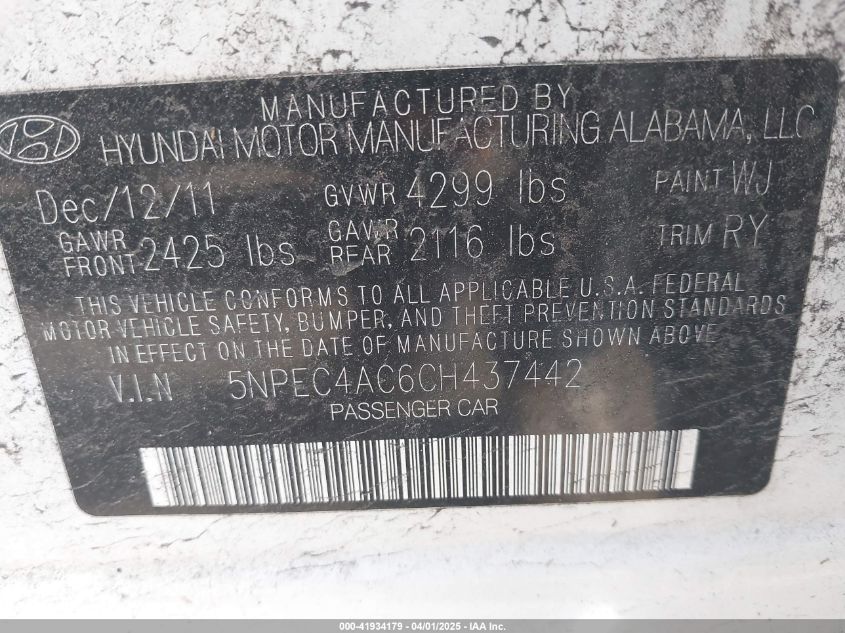 MANUFACTURED BY
HYUNDAI MOTOR MANUFACTURING ALABAMA, LLC
Dec/12/11 GVWR 4299 lbs PAINT WJ
GAWR FRONT 2425 lbs GAWR REAR 2116 lbs TRIM RY
THIS VEHICLE CONFORMS TO ALL APPLICABLE U.S.A. FEDERAL
MOTOR VEHICLE SAFETY, BUMPER, AND THEFT PREVENTION STANDARDS
IN EFFECT ON THE DATE OF MANUFACTURE SHOWN ABOVE
V.I.N 5NPEC4AC6CH437442
PASSENGER CAR
000-41934179 - 04/01/2025 - IAA Inc.